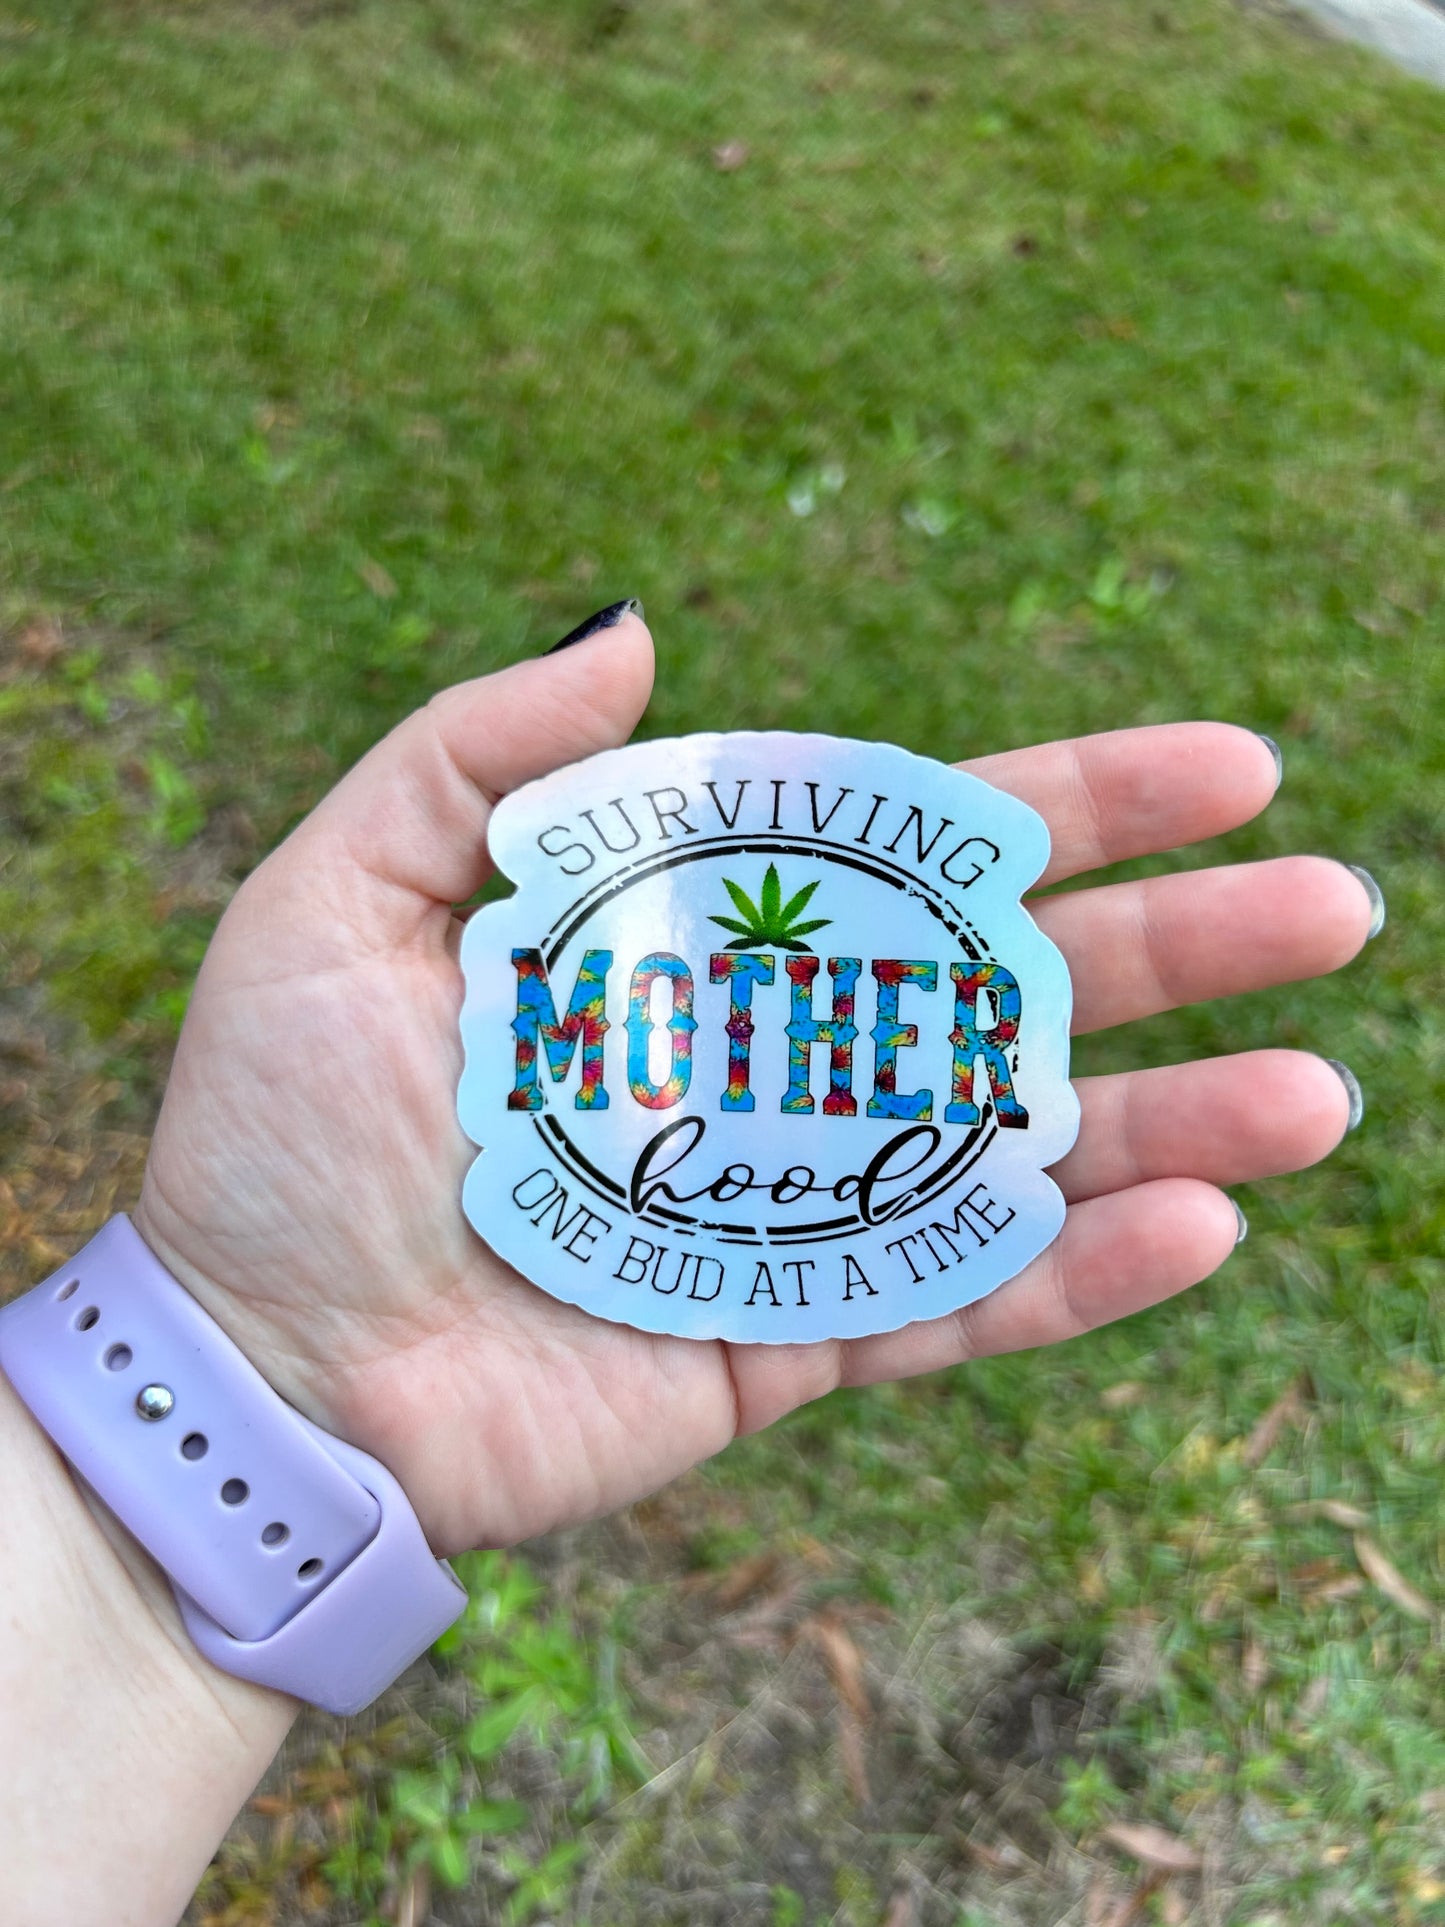 SURVIVING
MOTHER
hood
ONE BUD AT A TIME